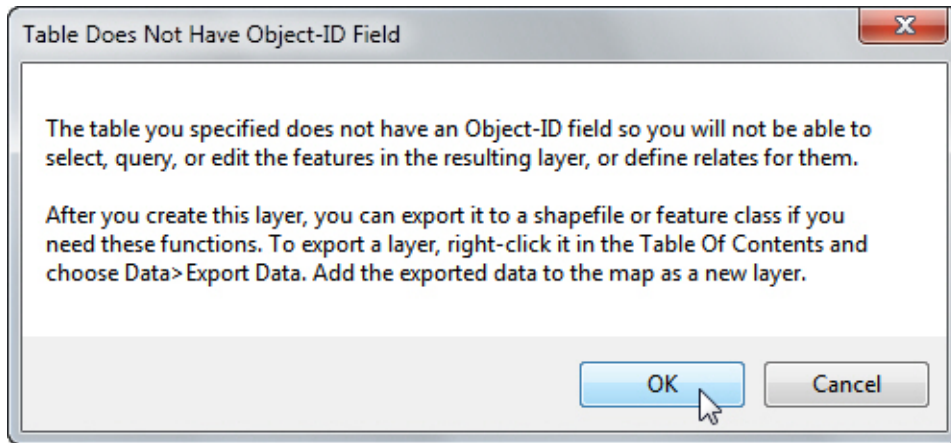 Table Does Not Have Object-ID Field
The table you specified does not have an Object-ID field so you will not be able to
select, query, or edit the features in the resulting layer, or define relates for them.
After you create this layer, you can export it to a shapefile or feature class if you
need these functions. To export a layer, right-click it in the Table Of Contents and
choose Data>Export Data. Add the exported data to the map as a new layer.
OK
Cancel